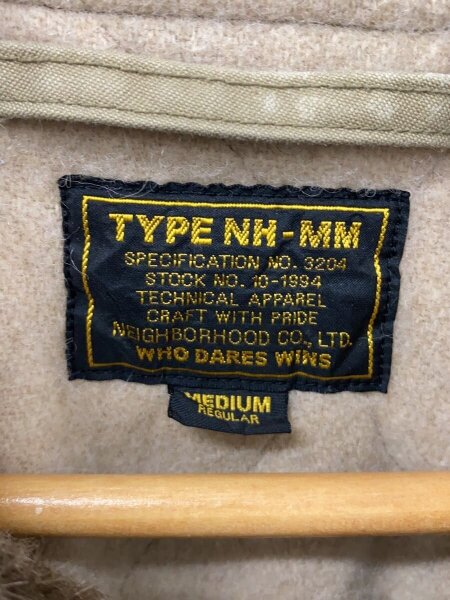 TYPE NH-MM
SPECIFICATION NO. 3204
STOCK NO. 10-1994
TECHNICAL APPAREL
CRAFT WITH PRIDE
NEIGHBORHOOD CO., LTD.
WHO DARES WINS
MEDIUM
REGULAR